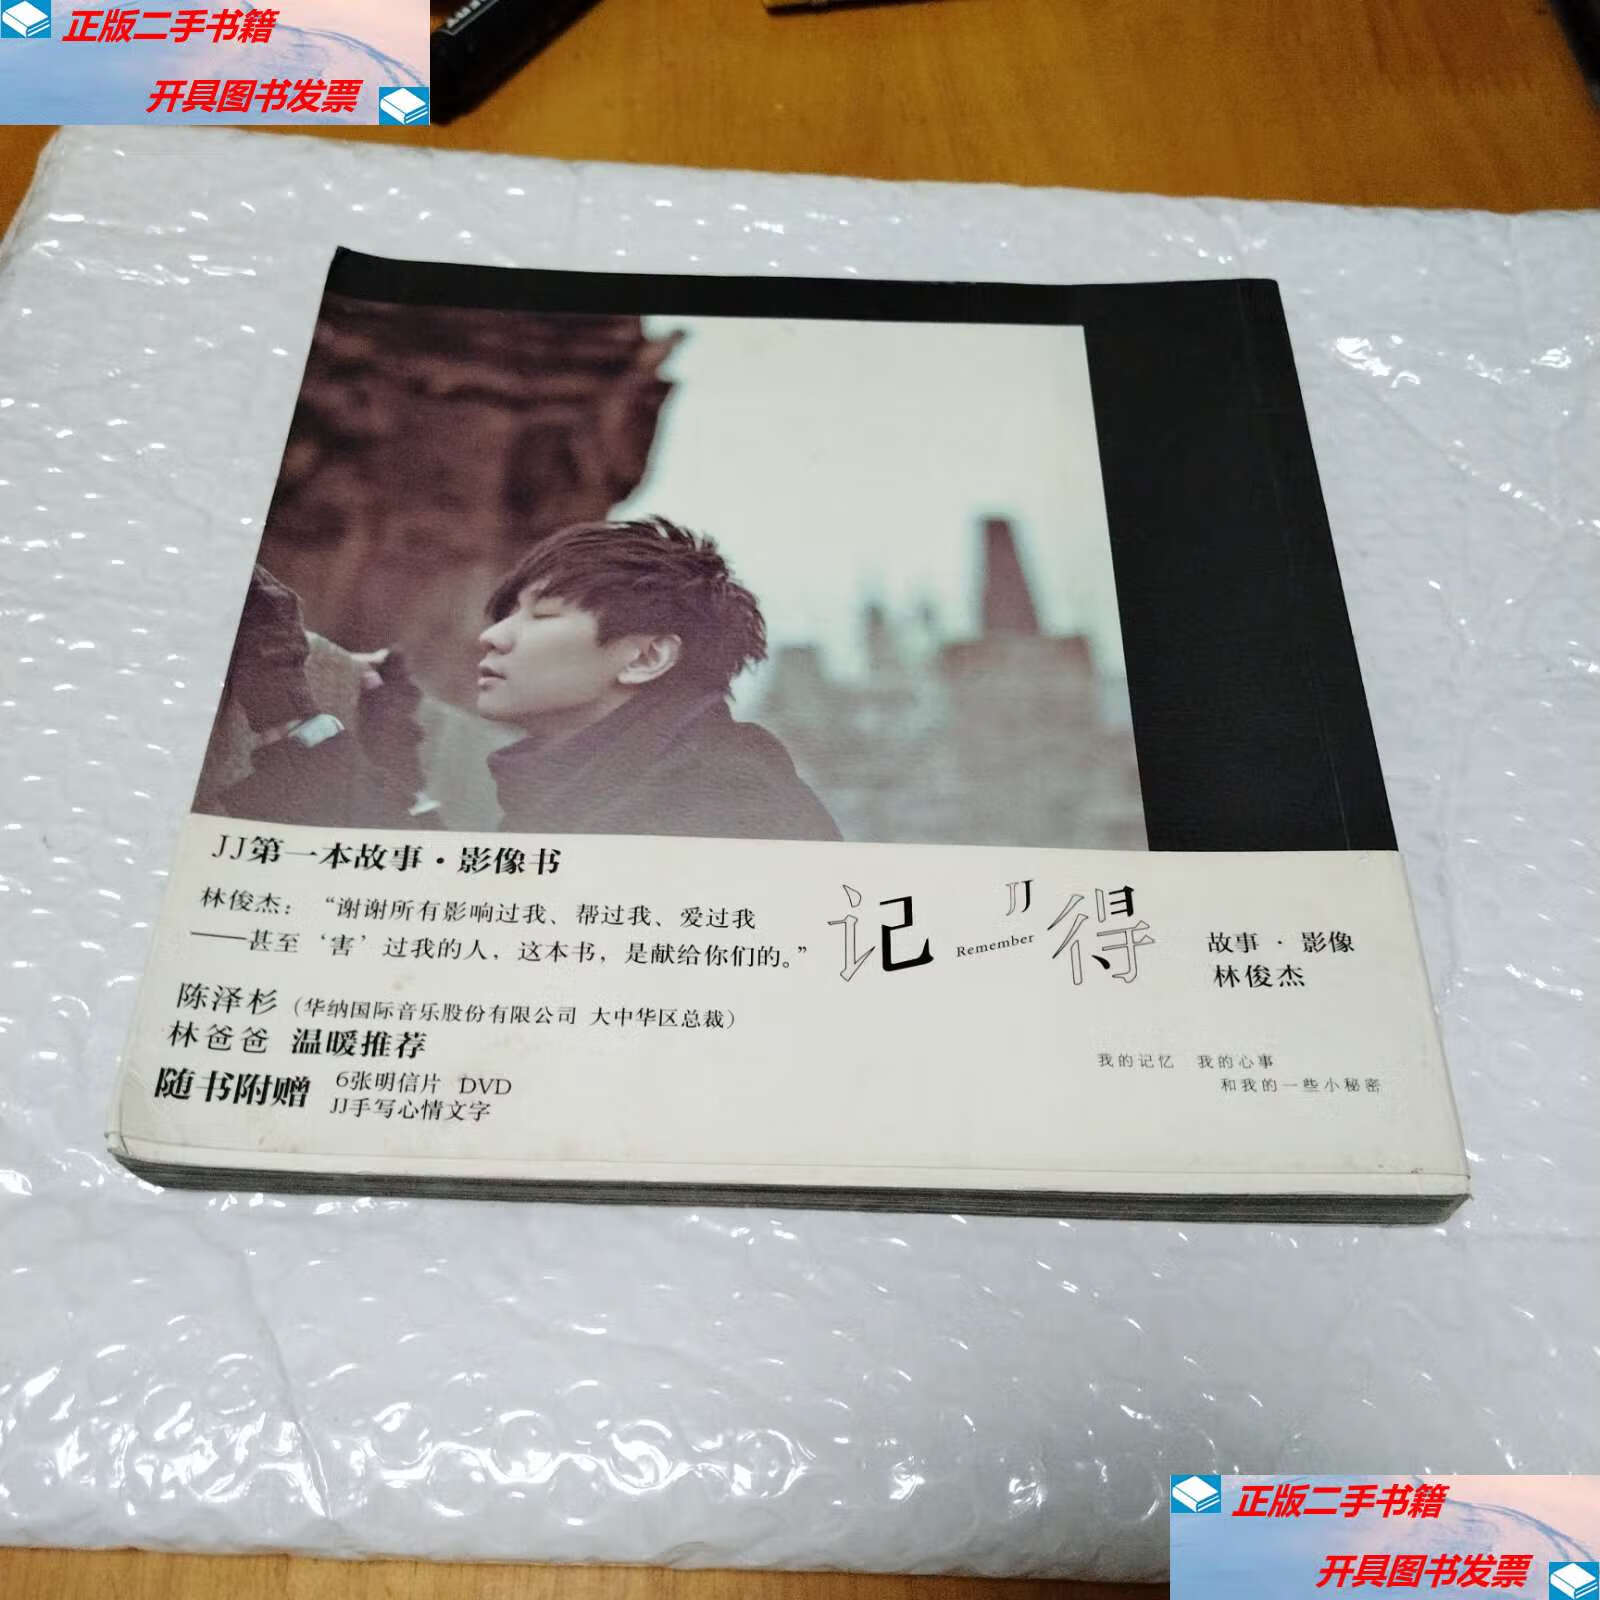 正版二手书籍
开具图书发票
JJ第一本故事·影像书
林俊杰：“谢谢所有影响过我、帮过我、爱过我
——甚至‘害’过我的人，这本书，是献给你们的。”
陈泽杉（华纳国际音乐股份有限公司 大中华区总裁）
林爸爸 温暖推荐
随书附赠 6张明信片 DVD
JJ手写心情文字
记 JJ 得
Remember
故事·影像
林俊杰
我的记忆 我的心事
和我的一些小秘密
正版二手书籍
开具图书发票